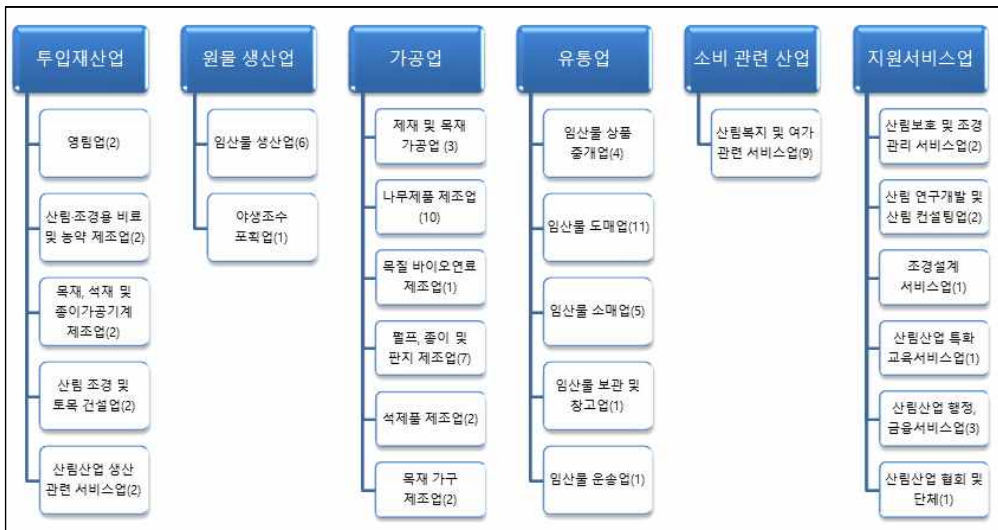 투입재산업
영림업(2)
산림·조경용 비료
및 농약 제조업(2)
목재, 석재 및
종이가공기계
제조업(2)
산림 조경 및
토목 건설업(2)
산림산업 생산
관련 서비스업(2)
원물 생산업
임산물 생산업(6)
야생조수
포획업(1)
가공업
제재 및 목재
가공업 (3)
나무제품 제조업
(10)
목질 바이오연료
제조업(1)
펄프, 종이 및
판지 제조업(7)
석제품 제조업(2)
목재 가구
제조업(2)
유통업
임산물 상품
중개업(4)
임산물 도매업(11)
임산물 소매업(5)
임산물 보관 및
창고업(1)
임산물 운송업(1)
소비 관련 산업
산림복지 및 여가
관련 서비스업(9)
지원서비스업
산림보호 및 조경
관리 서비스업(2)
산림 연구개발 및
산림 컨설팅업(2)
조경설계
서비스업(1)
산림산업 특화
교육서비스업(1)
산림산업 행정,
금융서비스업(3)
산림산업 협회 및
단체(1)